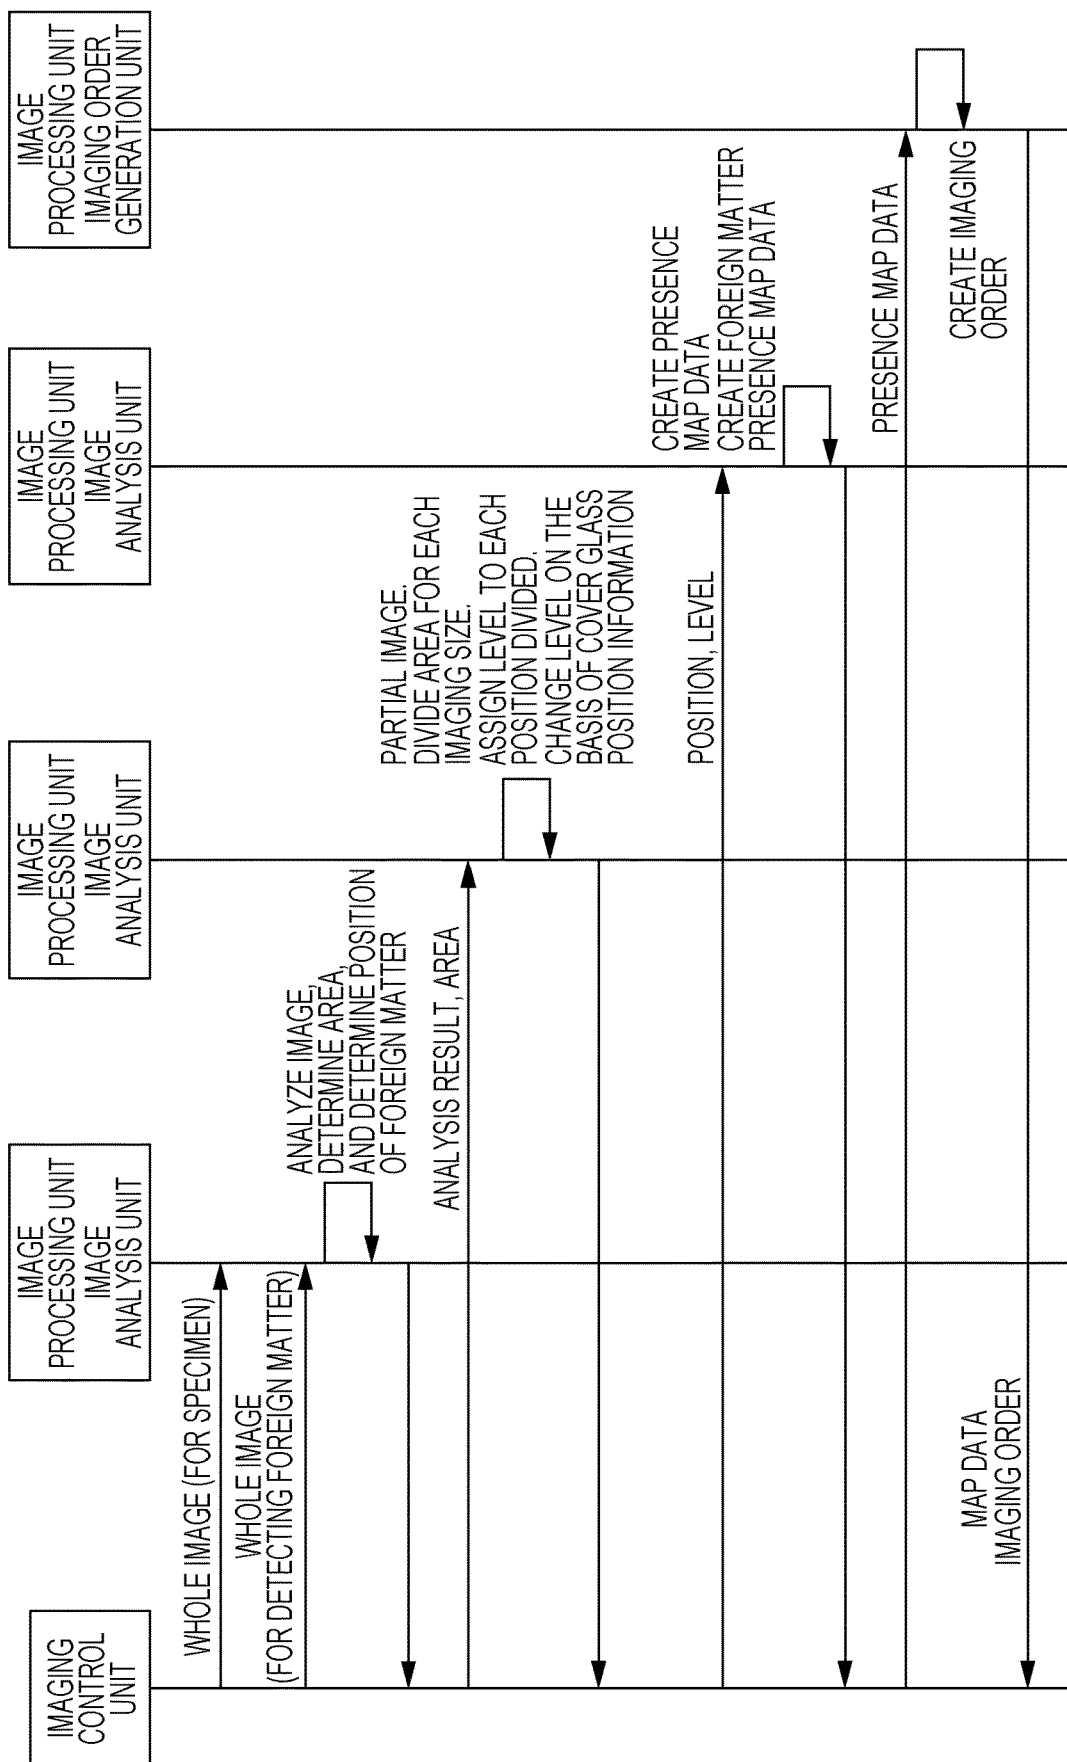 IMAGING
CONTROL
UNIT
IMAGE
PROCESSING UNIT
IMAGE
ANALYSIS UNIT
IMAGE
PROCESSING UNIT
IMAGE
ANALYSIS UNIT
IMAGE
PROCESSING UNIT
IMAGE
ANALYSIS UNIT
IMAGE
PROCESSING UNIT
IMAGING ORDER
GENERATION UNIT
WHOLE IMAGE (FOR SPECIMEN)
WHOLE IMAGE
(FOR DETECTING FOREIGN MATTER)
ANALYZE IMAGE,
DETERMINE AREA,
AND DETERMINE POSITION
OF FOREIGN MATTER
ANALYSIS RESULT, AREA
PARTIAL IMAGE.
DIVIDE AREA FOR EACH
IMAGING SIZE.
ASSIGN LEVEL TO EACH
POSITION DIVIDED.
CHANGE LEVEL ON THE
BASIS OF COVER GLASS
POSITION INFORMATION
POSITION, LEVEL
CREATE PRESENCE
MAP DATA
CREATE FOREIGN MATTER
PRESENCE MAP DATA
PRESENCE MAP DATA
CREATE IMAGING
ORDER
MAP DATA
IMAGING ORDER